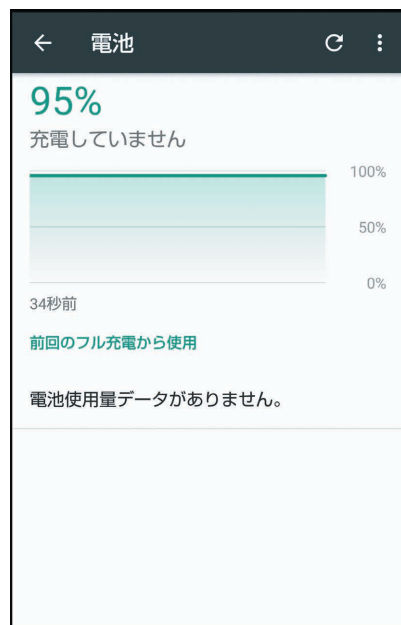 電池
95%
充電していません
100%
50%
0%
34秒前
前回のフル充電から使用
電池使用量データがありません。